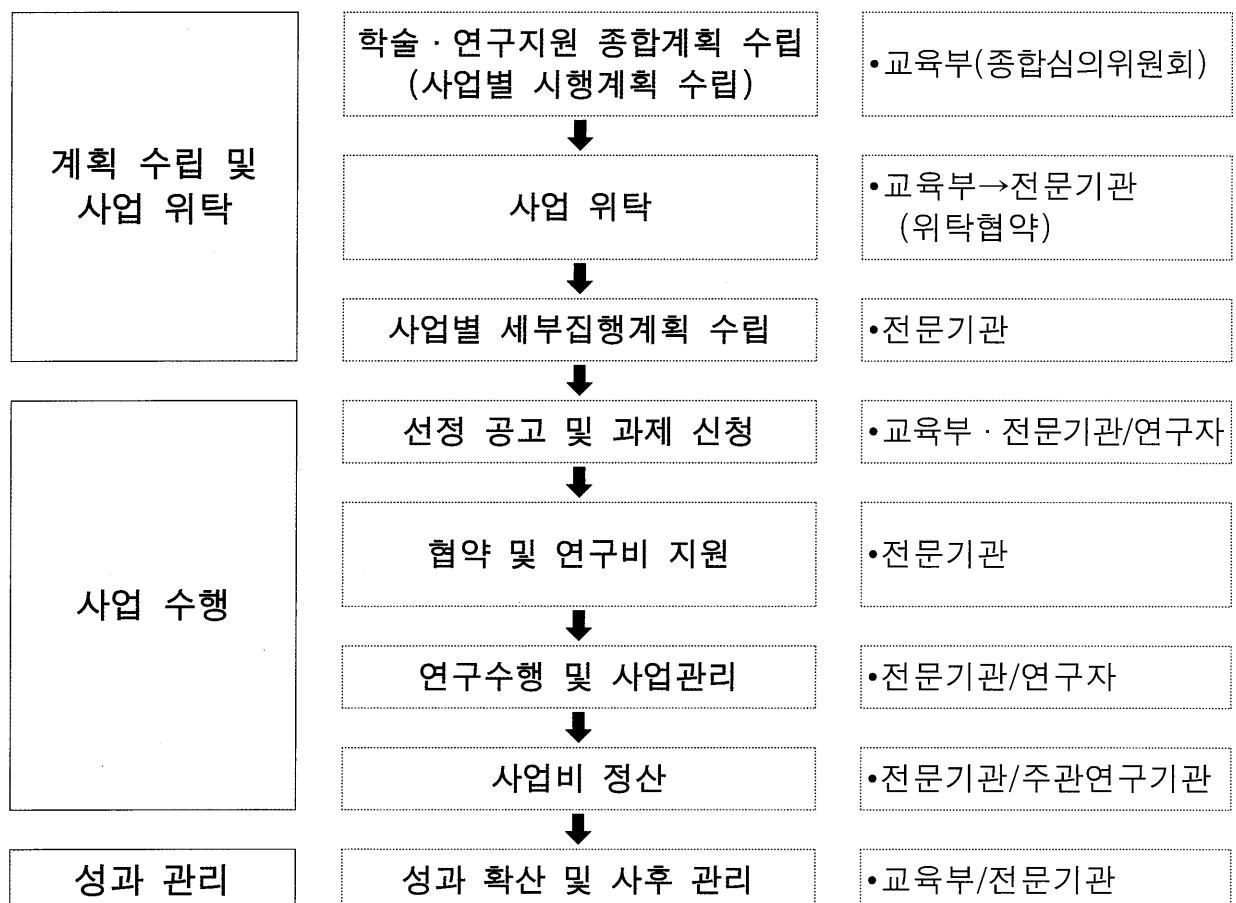 학술 · 연구지원 종합계획 수립
(사업별 시행계획 수립)
•교육부(종합심의위원회)
계획 수립 및
사업 위탁
사업 위탁
•교육부→전문기관
(위탁협약)
사업별 세부집행계획 수립
•전문기관
선정 공고 및 과제 신청
•교육부 · 전문기관/연구자
사업 수행
협약 및 연구비 지원
•전문기관
연구수행 및 사업관리
•전문기관/연구자
사업비 정산
•전문기관/주관연구기관
성과 관리
성과 확산 및 사후 관리
•교육부/전문기관